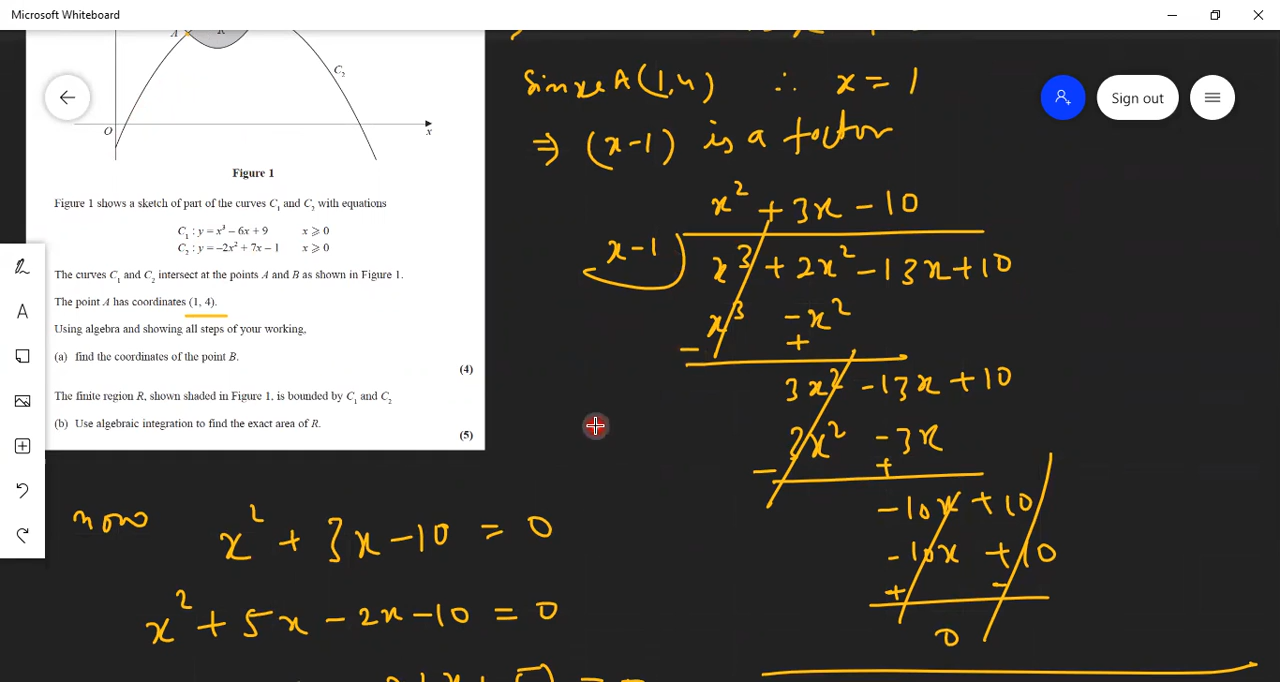 Microsoft Whiteboard
A
R
C₂
O
x
Figure 1
Figure 1 shows a sketch of part of the curves C₁ and C₂ with equations
C₁ : y = x³ – 6x + 9 x ⩾ 0
C₂ : y = –2x² + 7x – 1 x ⩾ 0
The curves C₁ and C₂ intersect at the points A and B as shown in Figure 1.
The point A has coordinates (1, 4).
Using algebra and showing all steps of your working,
(a) find the coordinates of the point B.
(4)
The finite region R, shown shaded in Figure 1, is bounded by C₁ and C₂
(b) Use algebraic integration to find the exact area of R.
(5)
now x² + 3x – 10 = 0
x² + 5x – 2x – 10 = 0
Sinxe A(1,4) ∴ x = 1
⇒ (x-1) is a factor
x² + 3x – 10
x-1 x³ + 2x² – 13x + 10
x³ – x²
– +
3x² – 13x + 10
3x² – 3x
– +
– 10x + 10
– 10x + 10
+ –
0
Sign out